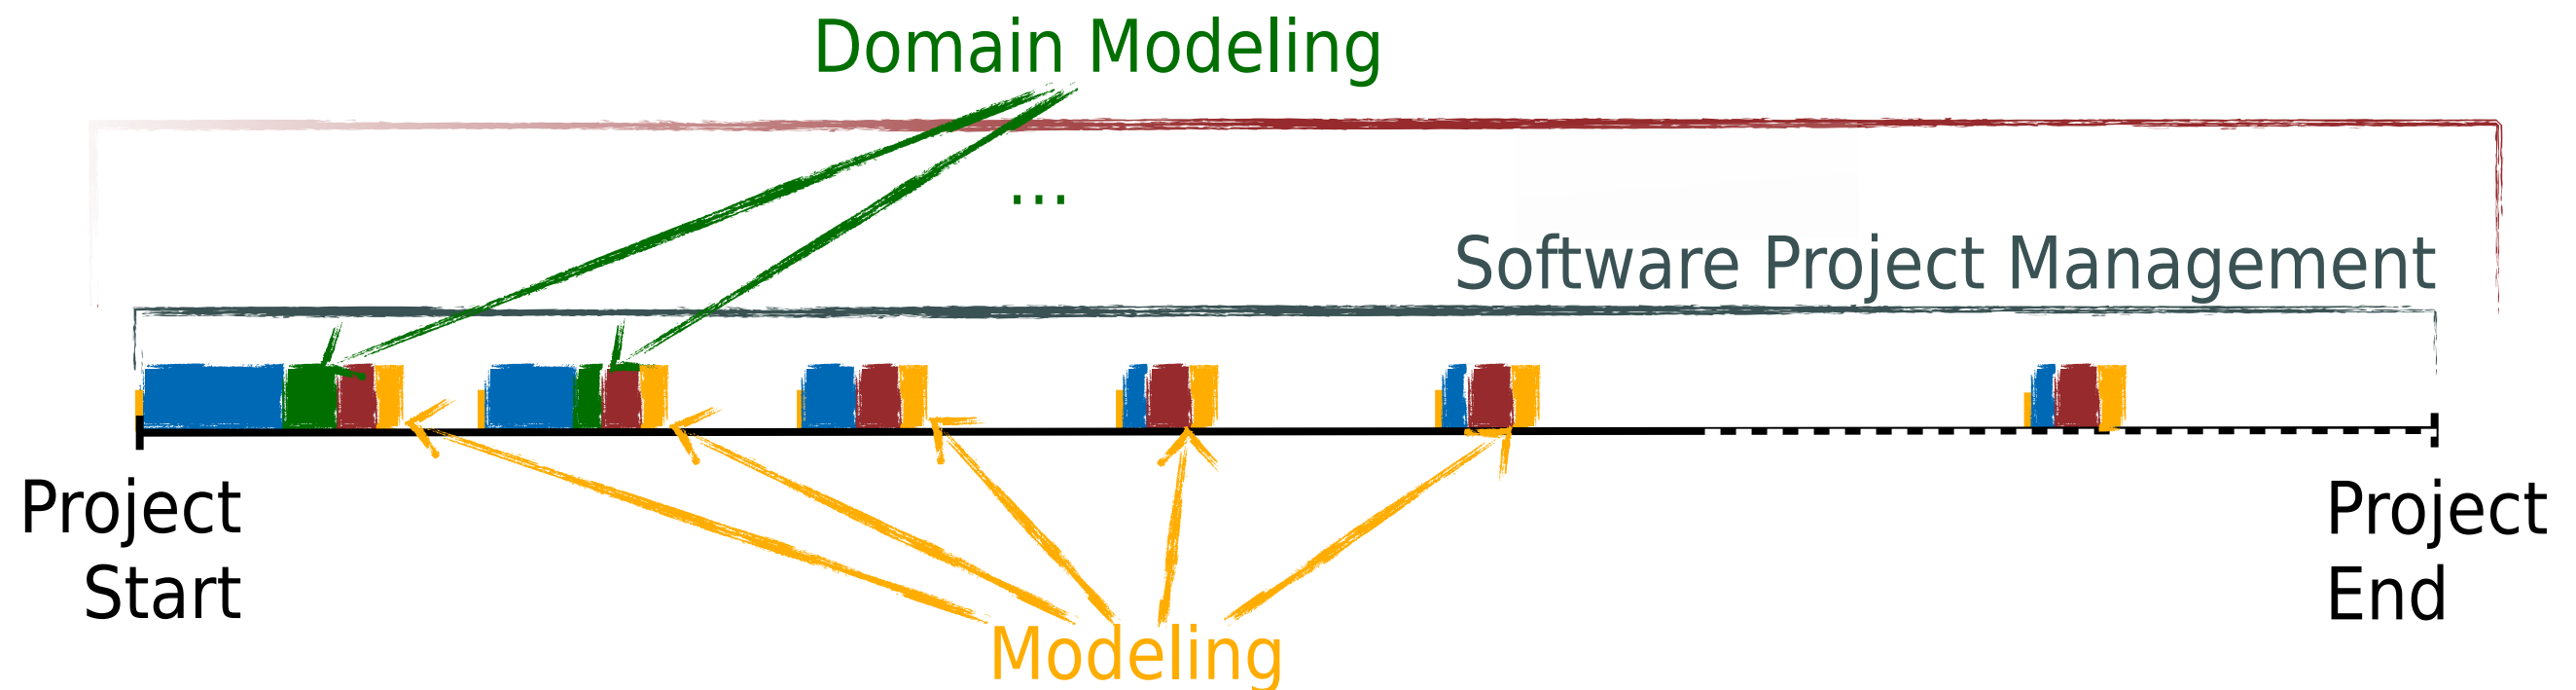 Domain Modeling
...
Software Project Management
Project
Start
Project
End
Modeling